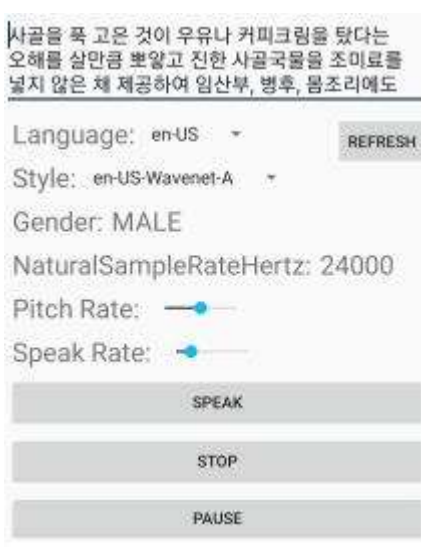 사골을 푹 고은 것이 우유나 커피크림을 탔다는
오해를 살만큼 뽀얗고 진한 사골국물을 조미료를
넣지 않은 채 제공하여 임산부, 병후, 몸조리에도
Language: en-US
REFRESH
Style: en-US-Wavenet-A
Gender: MALE
NaturalSampleRateHertz: 24000
Pitch Rate:
Speak Rate:
SPEAK
STOP
PAUSE